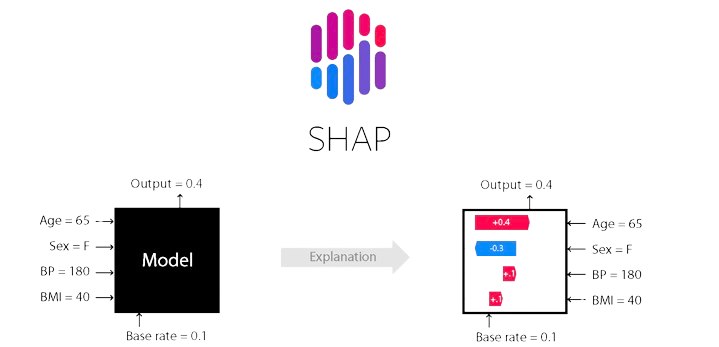 SHAP
Output = 0.4
Age = 65
Sex = F
BP = 180
BMI = 40
Model
Base rate = 0.1
Explanation
Output = 0.4
+0.4
-0.3
+.1
+.1
Age = 65
Sex = F
BP = 180
BMI = 40
Base rate = 0.1